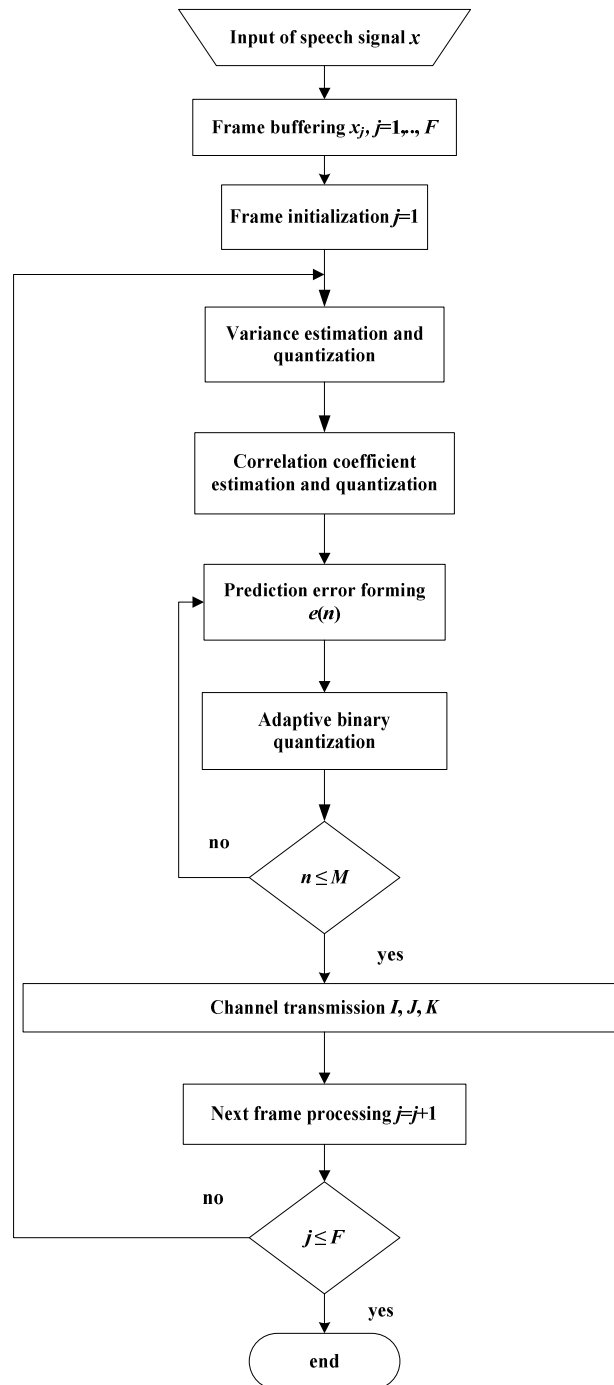 Input of speech signal x
Frame buffering xj, j=1,.., F
Frame initialization j=1
Variance estimation and
quantization
Correlation coefficient
estimation and quantization
Prediction error forming
e(n)
Adaptive binary
quantization
no
n ≤ M
yes
Channel transmission I, J, K
Next frame processing j=j+1
no
j ≤ F
yes
end